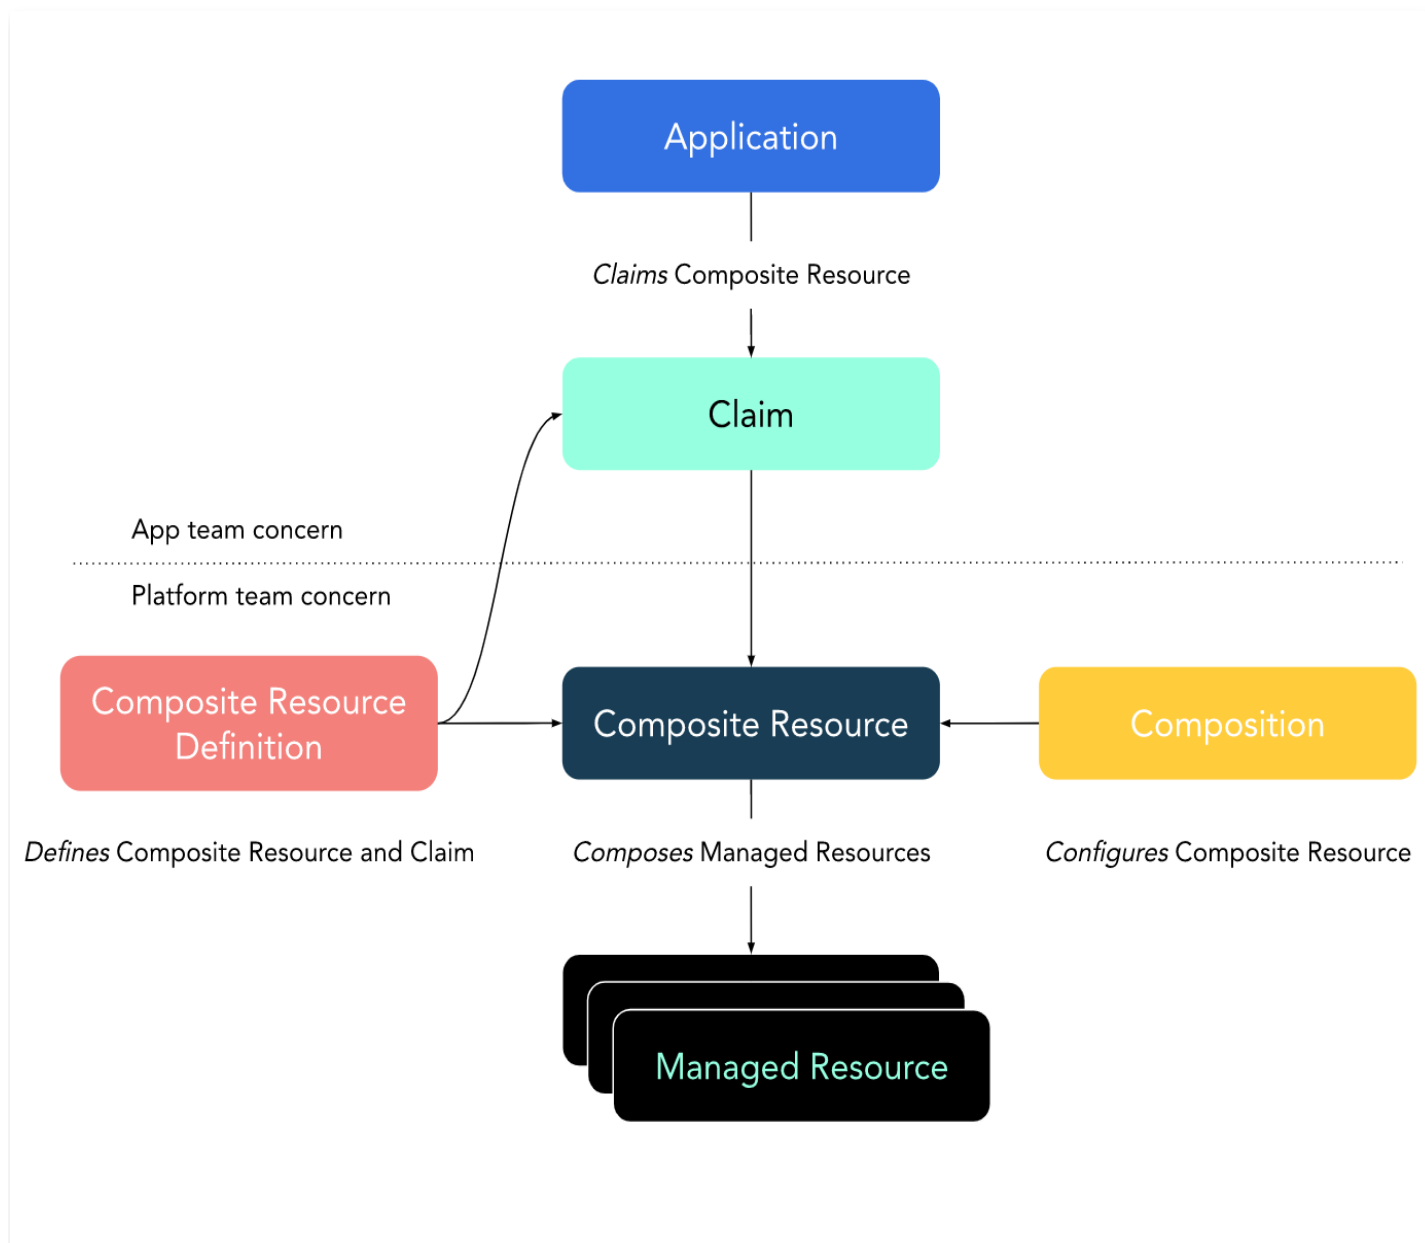 Application
Claims Composite Resource
Claim
App team concern
Platform team concern
Composite Resource
Definition
Composite Resource
Composition
Defines Composite Resource and Claim
Composes Managed Resources
Configures Composite Resource
Managed Resource